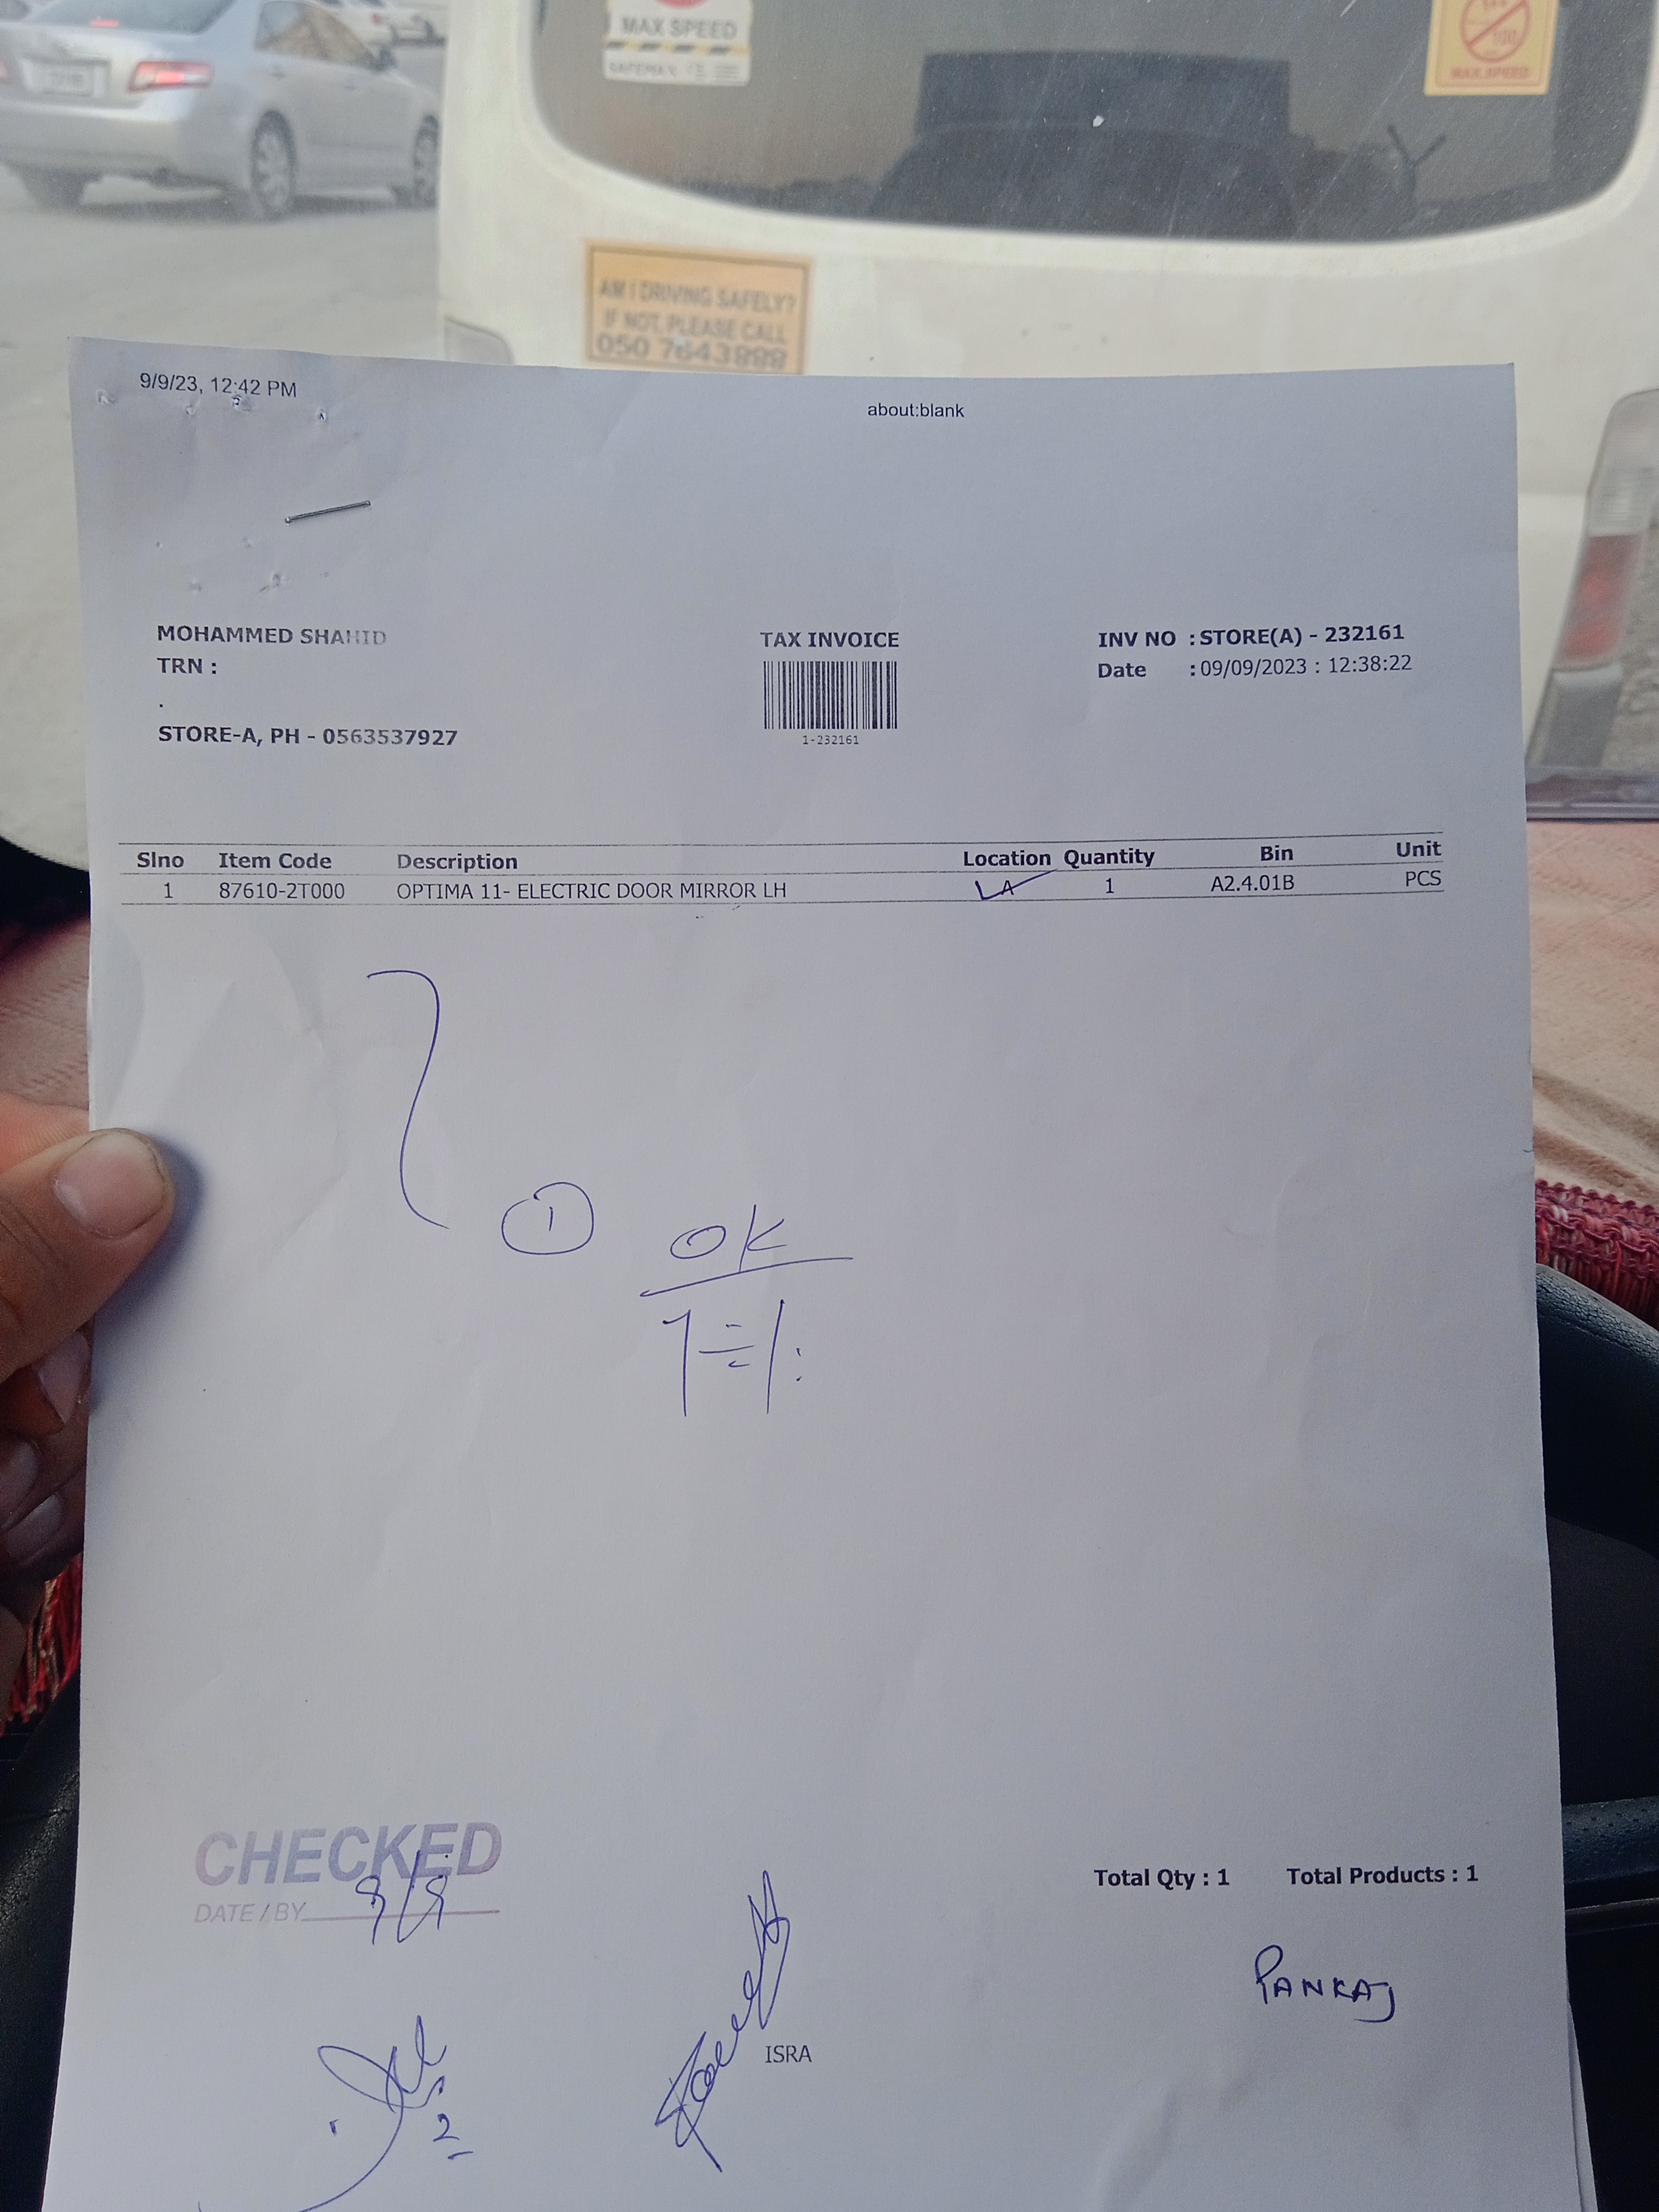 MAX SPEED
MAX.SPEED
AM I DRIVING SAFELY?
IF NOT, PLEASE CALL
050 7643888
9/9/23, 12:42 PM
about:blank
MOHAMMED SHAHID
TRN :
.
STORE-A, PH - 0563537927
TAX INVOICE
1-232161
INV NO : STORE(A) - 232161
Date : 09/09/2023 : 12:38:22
Slno Item Code Description Location Quantity Bin Unit
1 87610-2T000 OPTIMA 11- ELECTRIC DOOR MIRROR LH LA 1 A2.4.01B PCS
1 OK
CHECKED
DATE / BY 9/9
Total Qty : 1 Total Products : 1
PANKAJ
ISRA
2